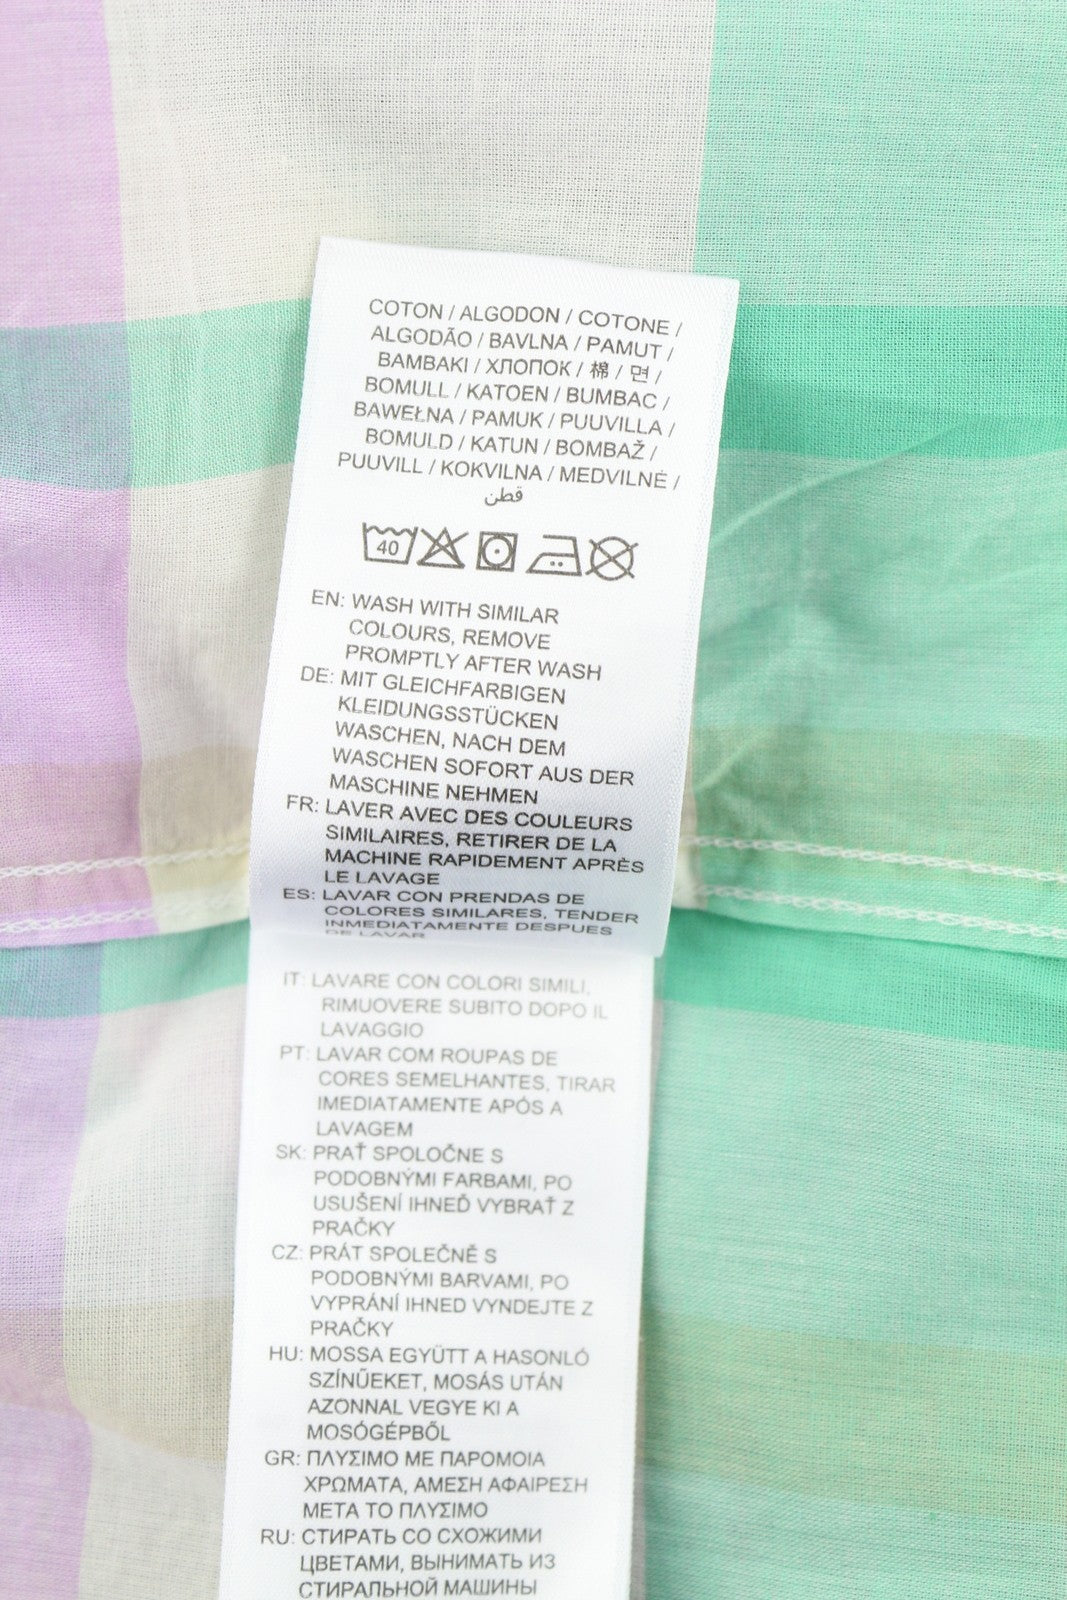 COTON / ALGODON / COTONE /
ALGODÃO / BAVLNA / PAMUT /
BAMBAKI / ХЛОПОК / 棉 / 면 /
BOMULL / KATOEN / BUMBAC /
BAWEŁNA / PAMUK / PUUVILLA /
BOMULD / KATUN / BOMBAŽ /
PUUVILL / KOKVILNA / MEDVILNĖ /
قطن
40
EN: WASH WITH SIMILAR
COLOURS, REMOVE
PROMPTLY AFTER WASH
DE: MIT GLEICHFARBIGEN
KLEIDUNGSSTÜCKEN
WASCHEN, NACH DEM
WASCHEN SOFORT AUS DER
MASCHINE NEHMEN
FR: LAVER AVEC DES COULEURS
SIMILAIRES, RETIRER DE LA
MACHINE RAPIDEMENT APRÈS
LE LAVAGE
ES: LAVAR CON PRENDAS DE
COLORES SIMILARES, TENDER
INMEDIATAMENTE DESPUES
DE LAVAR
IT: LAVARE CON COLORI SIMILI,
RIMUOVERE SUBITO DOPO IL
LAVAGGIO
PT: LAVAR COM ROUPAS DE
CORES SEMELHANTES, TIRAR
IMEDIATAMENTE APÓS A
LAVAGEM
SK: PRAŤ SPOLOČNE S
PODOBNÝMI FARBAMI, PO
USUŠENÍ IHNEĎ VYBRAŤ Z
PRAČKY
CZ: PRÁT SPOLEČNĚ S
PODOBNÝMI BARVAMI, PO
VYPRÁNÍ IHNED VYNDEJTE Z
PRAČKY
HU: MOSSA EGYÜTT A HASONLÓ
SZÍNŰEKET, MOSÁS UTÁN
AZONNAL VEGYE KI A
MOSÓGÉPBŐL
GR: ΠΛΥΣΙΜΟ ΜΕ ΠΑΡΟΜΟΙΑ
ΧΡΩΜΑΤΑ, ΑΜΕΣΗ ΑΦΑΙΡΕΣΗ
ΜΕΤΑ ΤΟ ΠΛΥΣΙΜΟ
RU: СТИРАТЬ СО СХОЖИМИ
ЦВЕТАМИ, ВЫНИМАТЬ ИЗ
СТИРАЛЬНОЙ МАШИНЫ